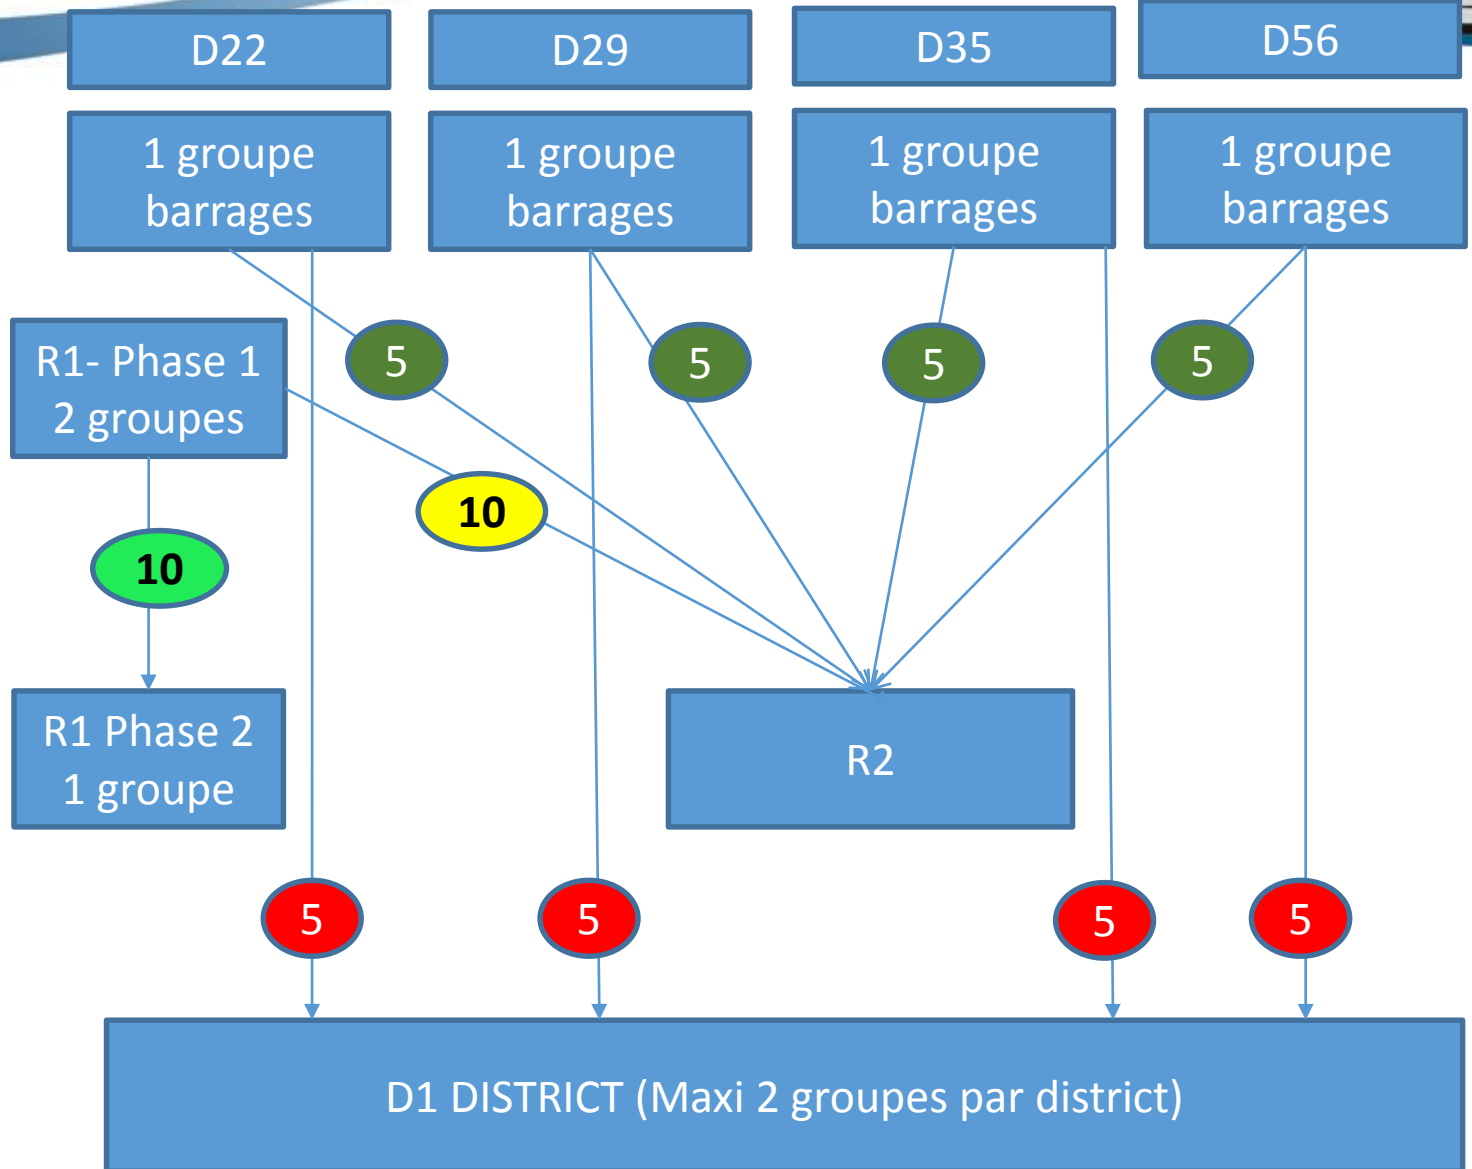 D22
D29
D35
D56
1 groupe
barrages
1 groupe
barrages
1 groupe
barrages
1 groupe
barrages
R1- Phase 1
2 groupes
5
5
5
5
10
10
R1 Phase 2
1 groupe
R2
5
5
5
5
D1 DISTRICT (Maxi 2 groupes par district)